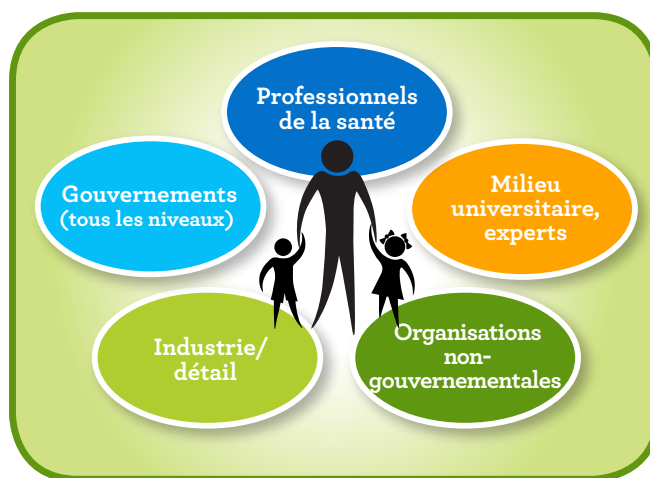 Professionnels
de la santé
Gouvernements
(tous les niveaux)
Milieu
universitaire,
experts
Industrie/
détail
Organisations
non-
gouvernementales